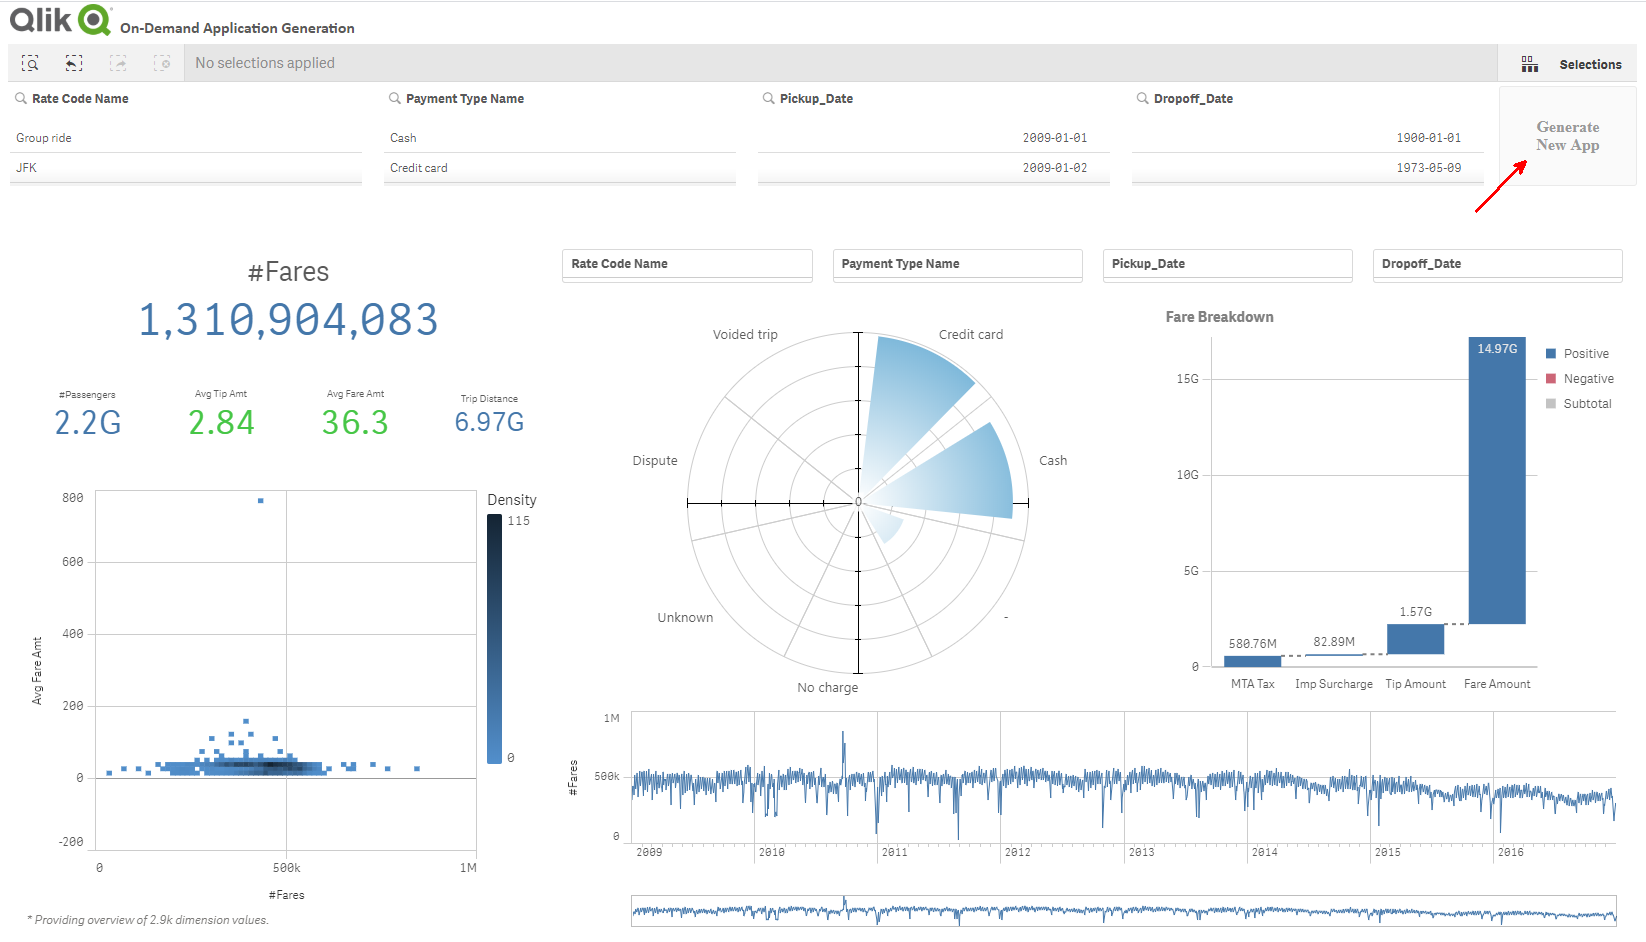 Qlik On-Demand Application Generation
No selections applied
Selections
Rate Code Name
Payment Type Name
Pickup_Date
Dropoff_Date
Group ride
Cash
2009-01-01
1900-01-01
JFK
Credit card
2009-01-02
1973-05-09
Generate
New App
#Fares
1,310,904,083
#Passengers
2.2G
Avg Tip Amt
2.84
Avg Fare Amt
36.3
Trip Distance
6.97G
Rate Code Name
Payment Type Name
Pickup_Date
Dropoff_Date
Voided trip
Credit card
Dispute
Cash
0
Unknown
-
No charge
Fare Breakdown
14.97G
15G
10G
5G
0
580.76M
82.89M
1.57G
MTA Tax
Imp Surcharge
Tip Amount
Fare Amount
Positive
Negative
Subtotal
Density
115
0
800
600
400
200
0
-200
Avg Fare Amt
0
500k
1M
#Fares
* Providing overview of 2.9k dimension values.
1M
500k
0
#Fares
2009
2010
2011
2012
2013
2014
2015
2016